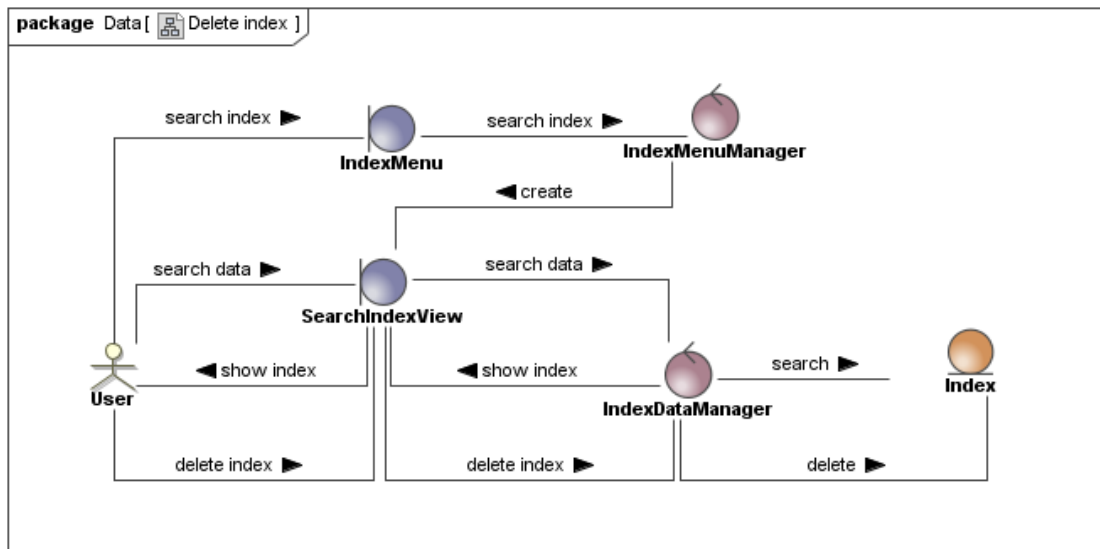 package Data [ Delete index ]
search index
search index
IndexMenu
IndexMenuManager
create
search data
search data
SearchIndexView
show index
show index
search
User
IndexDataManager
Index
delete index
delete index
delete